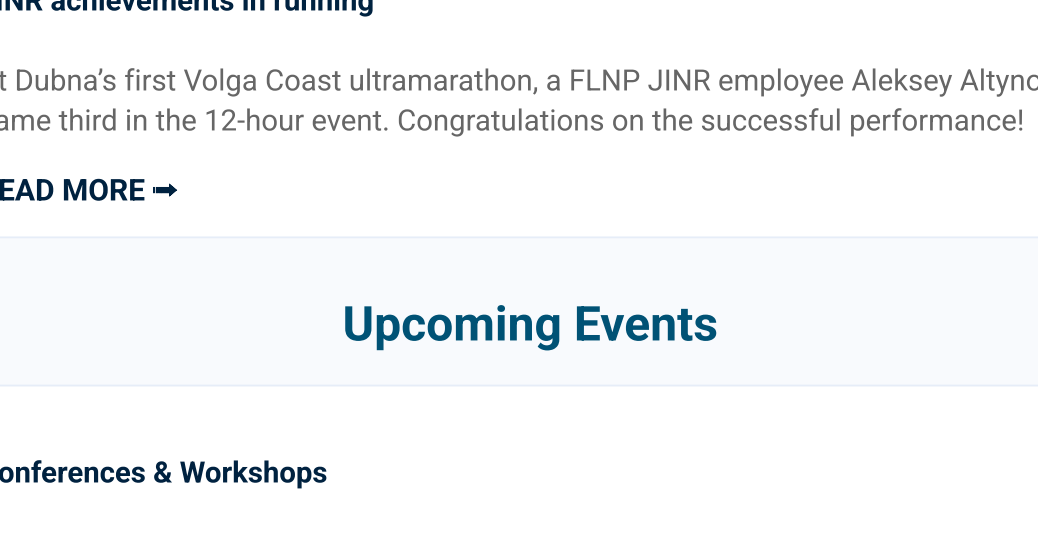 INR achievements in running
t Dubna’s first Volga Coast ultramarathon, a FLNP JINR employee Aleksey Altyno
ame third in the 12-hour event. Congratulations on the successful performance!
EAD MORE ➡
Upcoming Events
onferences & Workshops